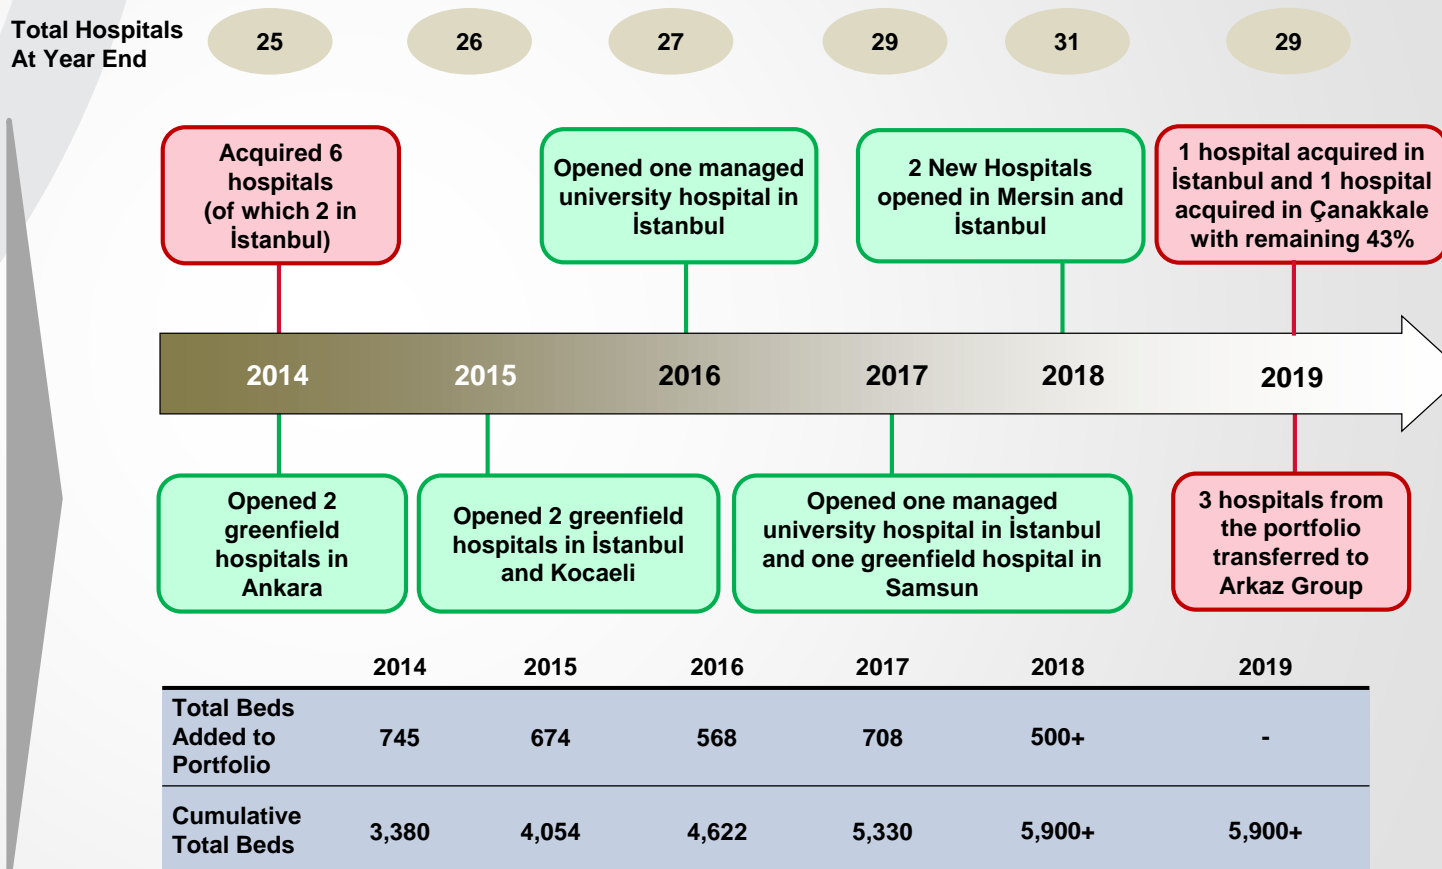 Total Hospitals
At Year End
25
26
27
29
31
29
Acquired 6
hospitals
(of which 2 in
İstanbul)
Opened one managed
university hospital in
İstanbul
2 New Hospitals
opened in Mersin and
İstanbul
1 hospital acquired in
İstanbul and 1 hospital
acquired in Çanakkale
with remaining 43%
2014
2015
2016
2017
2018
2019
Opened 2
greenfield
hospitals in
Ankara
Opened 2 greenfield
hospitals in İstanbul
and Kocaeli
Opened one managed
university hospital in İstanbul
and one greenfield hospital in
Samsun
3 hospitals from
the portfolio
transferred to
Arkaz Group
2014 2015 2016 2017 2018 2019
Total Beds
Added to
Portfolio
745 674 568 708 500+ -
Cumulative
Total Beds
3,380 4,054 4,622 5,330 5,900+ 5,900+